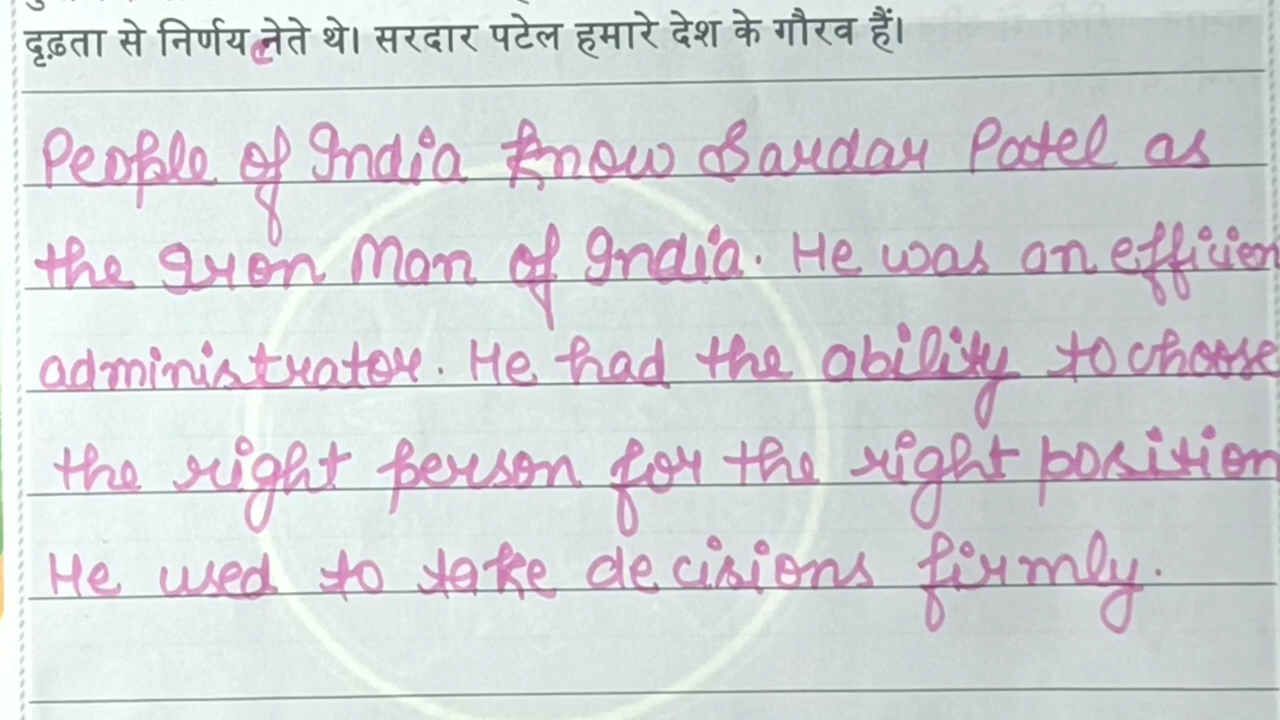 दृढ़ता से निर्णय लेते थे। सरदार पटेल हमारे देश के गौरव हैं।
People of India know Sardar Patel as
the Iron Man of India. He was an efficien
administrator. He had the ability to choose
the right person for the right position
He used to take decisions firmly.